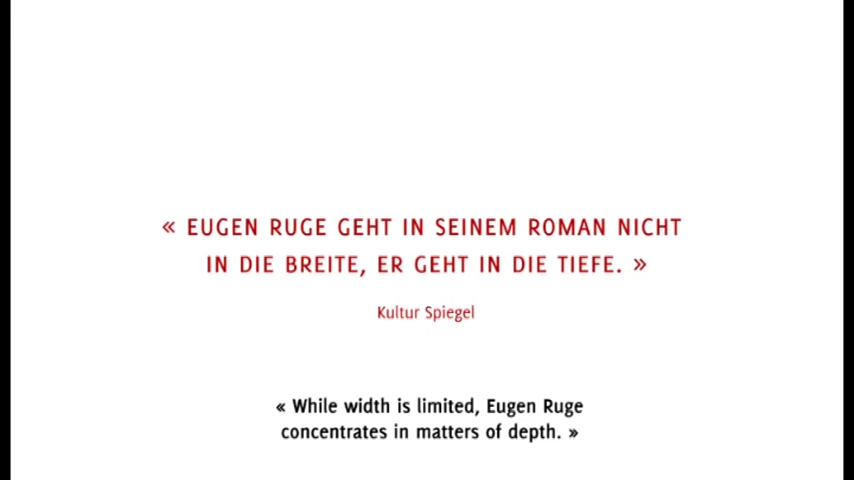 « EUGEN RUGE GEHT IN SEINEM ROMAN NICHT
IN DIE BREITE, ER GEHT IN DIE TIEFE. »
Kultur Spiegel
« While width is limited, Eugen Ruge
concentrates in matters of depth. »